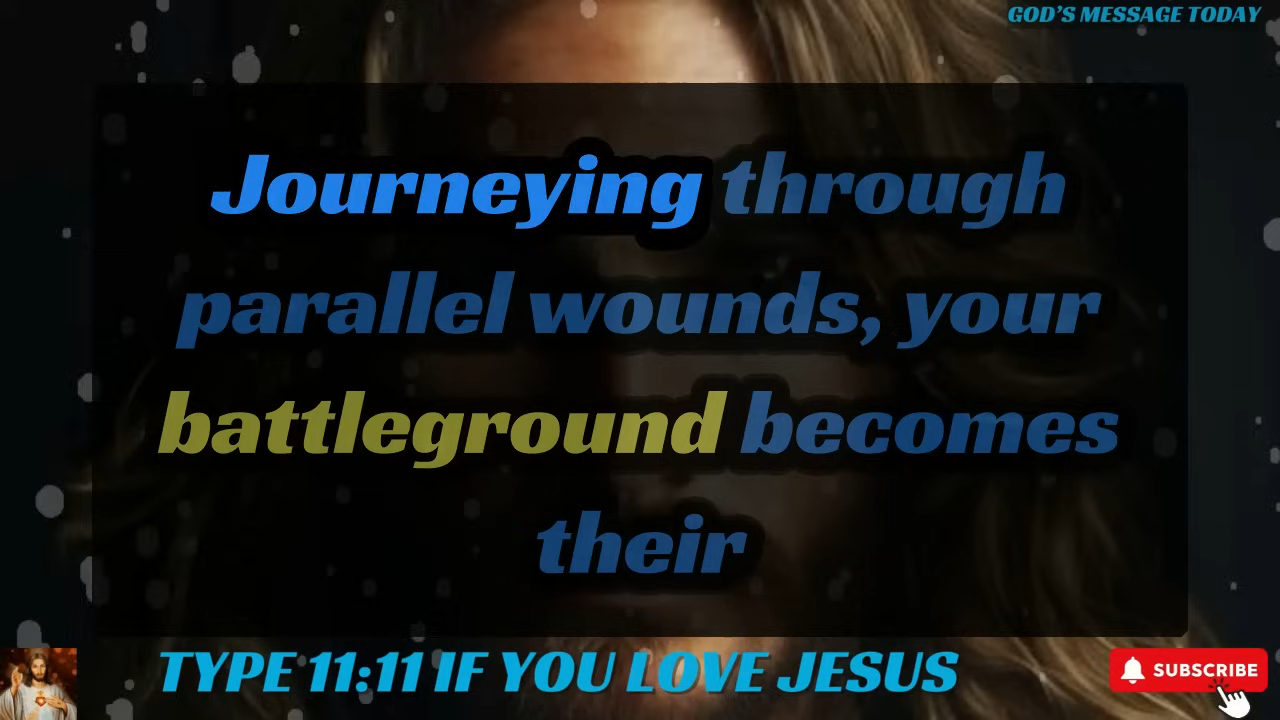 GOD'S MESSAGE TODAY
Journeying through
parallel wounds, your
battleground becomes
their
TYPE 11:11 IF YOU LOVE JESUS
SUBSCRIBE